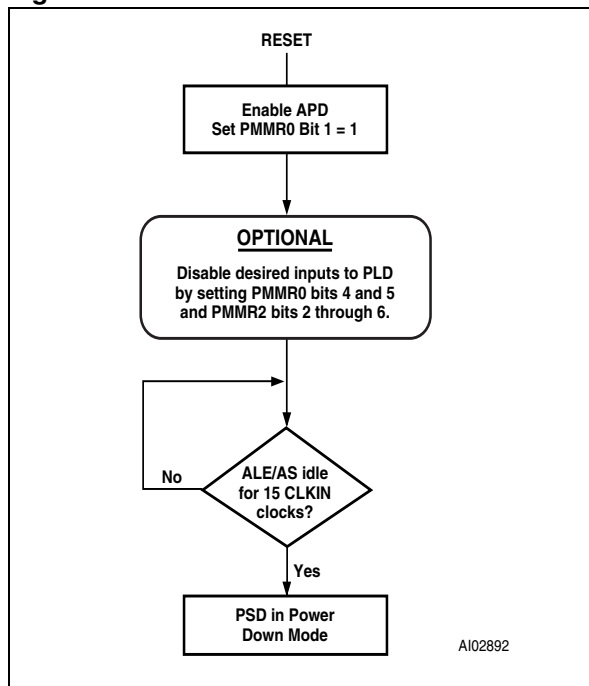 RESET
Enable APD
Set PMMR0 Bit 1 = 1
OPTIONAL
Disable desired inputs to PLD
by setting PMMR0 bits 4 and 5
and PMMR2 bits 2 through 6.
No
ALE/AS idle
for 15 CLKIN
clocks?
Yes
PSD in Power
Down Mode
AI02892